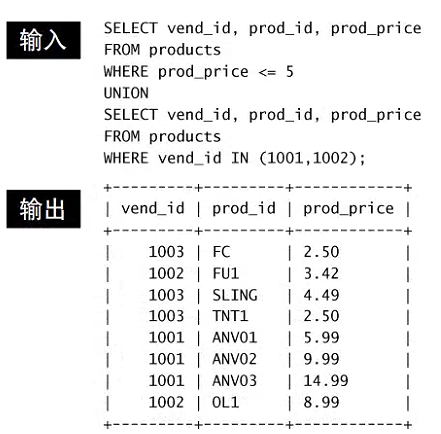 输入
SELECT vend_id, prod_id, prod_price
FROM products
WHERE prod_price <= 5
UNION
SELECT vend_id, prod_id, prod_price
FROM products
WHERE vend_id IN (1001,1002);
输出
+---------+---------+------------+
| vend_id | prod_id | prod_price |
+---------+---------+------------+
| 1003 | FC | 2.50 |
| 1002 | FU1 | 3.42 |
| 1003 | SLING | 4.49 |
| 1003 | TNT1 | 2.50 |
| 1001 | ANV01 | 5.99 |
| 1001 | ANV02 | 9.99 |
| 1001 | ANV03 | 14.99 |
| 1002 | OL1 | 8.99 |
+---------+---------+------------+